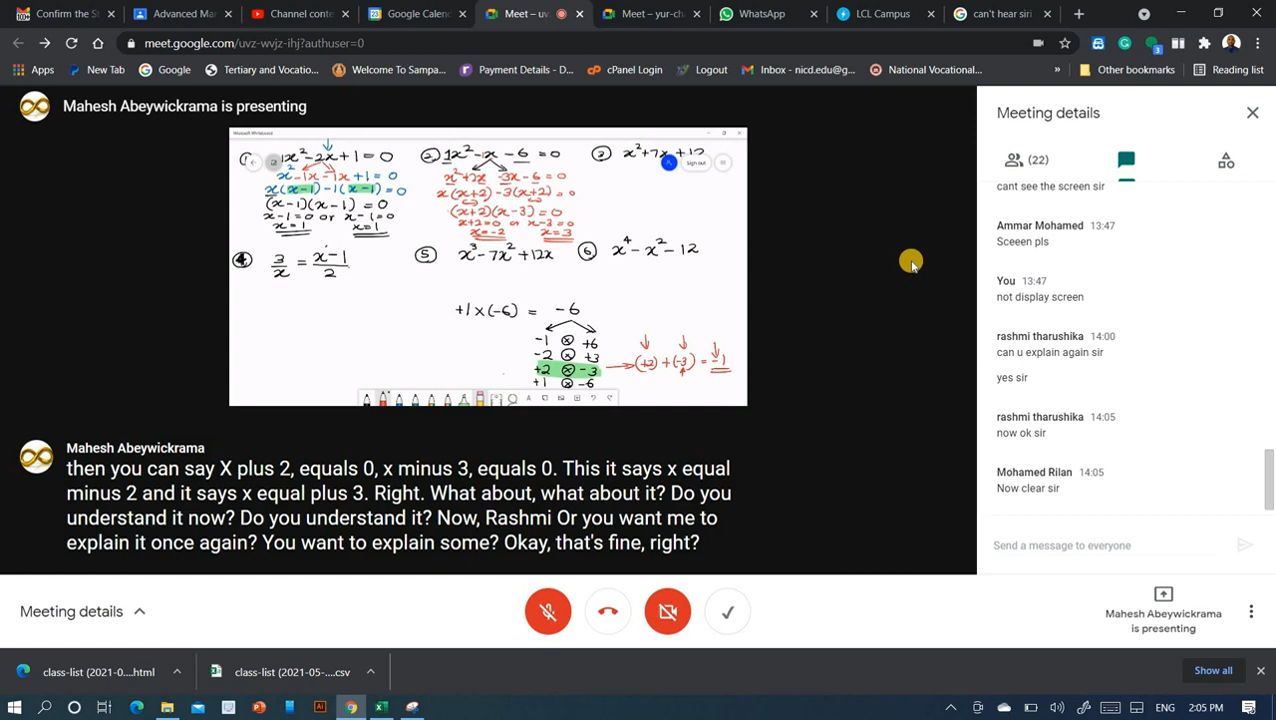 Confirm the St
Advanced Mar
Channel conte
Google Calen
Meet – uv
Meet – yur-cha
WhatsApp
LCL Campus
can't hear siri
meet.google.com/uvz-wvjz-ihj?authuser=0
Apps
New Tab
Google
Tertiary and Vocatio...
Welcome To Sampa...
Payment Details - D...
cPanel Login
Logout
Inbox - nicd.edu@g...
National Vocational...
»
Other bookmarks
Reading list
Mahesh Abeywickrama is presenting
Microsoft Whiteboard
Sign out
① 1x² - 2x + 1 = 0
x² - 1x - 1x + 1 = 0
x(x-1) - 1(x-1) = 0
(x-1)(x-1) = 0
x-1=0 or x-1=0
x=1 x=1
② 1x² - x - 6 = 0
x² + 2x - 3x - 6 = 0
x(x+2) - 3(x+2) = 0
(x+2)(x-3) = 0
x+2=0 or x-3=0
x=-2 x=3
③ x² + 7x + 12
④ 3/x = x-1/2
⑤ x³ - 7x² + 12x
⑥ x⁴ - x² - 12
+1 × (-6) = -6
-1 ⊗ +6
-2 ⊗ +3
+2 ⊗ -3 → (+2) + (-3) = -1
+1 ⊗ -6
Mahesh Abeywickrama
then you can say X plus 2, equals 0, x minus 3, equals 0. This it says x equal
minus 2 and it says x equal plus 3. Right. What about, what about it? Do you
understand it now? Do you understand it? Now, Rashmi Or you want me to
explain it once again? You want to explain some? Okay, that's fine, right?
Meeting details
(22)
cant see the screen sir
Ammar Mohamed 13:47
Sceeen pls
You 13:47
not display screen
rashmi tharushika 14:00
can u explain again sir
yes sir
rashmi tharushika 14:05
now ok sir
Mohamed Rilan 14:05
Now clear sir
Send a message to everyone
Meeting details
Mahesh Abeywickrama
is presenting
class-list (2021-0....html
class-list (2021-05-....csv
Show all
ENG
2:05 PM